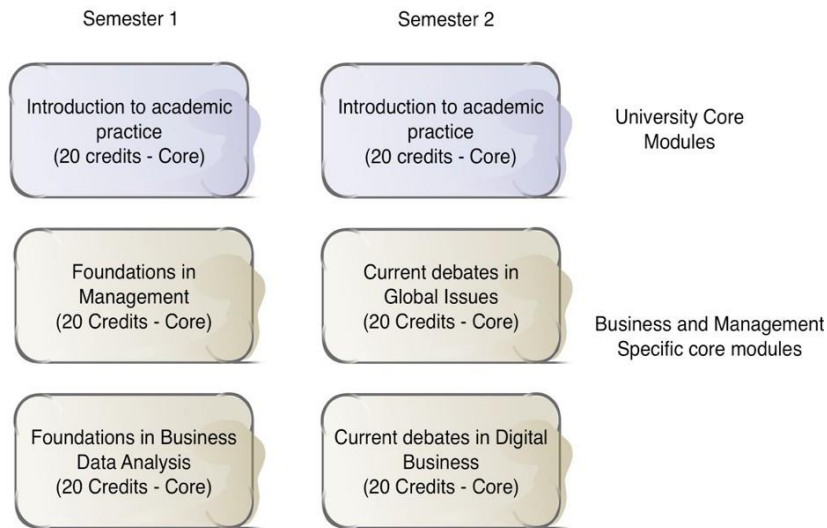 Semester 1
Semester 2
Introduction to academic
practice
(20 credits - Core)
Introduction to academic
practice
(20 credits - Core)
University Core
Modules
Foundations in
Management
(20 Credits - Core)
Current debates in
Global Issues
(20 Credits - Core)
Business and Management
Specific core modules
Foundations in Business
Data Analysis
(20 Credits - Core)
Current debates in Digital
Business
(20 Credits - Core)